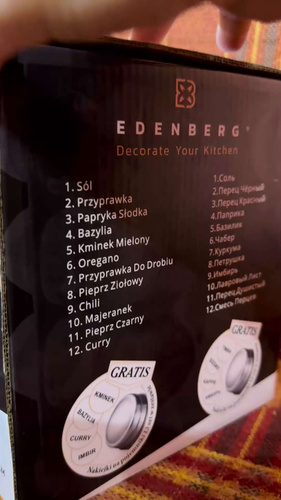 EDENBERG
Decorate Your Kitchen
1. Sól
2. Przyprawka
3. Papryka Słodka
4. Bazylia
5. Kminek Mielony
6. Oregano
7. Przyprawka Do Drobiu
8. Pieprz Ziołowy
9. Chili
10. Majeranek
11. Pieprz Czarny
12. Curry
1.Соль
2.Перец Чёрный
3.Перец Красный
4.Паприка
5.Базилик
6.Чабер
7.Куркума
8.Петрушка
9.Имбирь
10.Лавровый Лист
11.Перец Душистый
12.Смесь Перцев
GRATIS
KMINEK
BAZYLIA
CURRY
IMBIR
Naklejki na
GRATIS